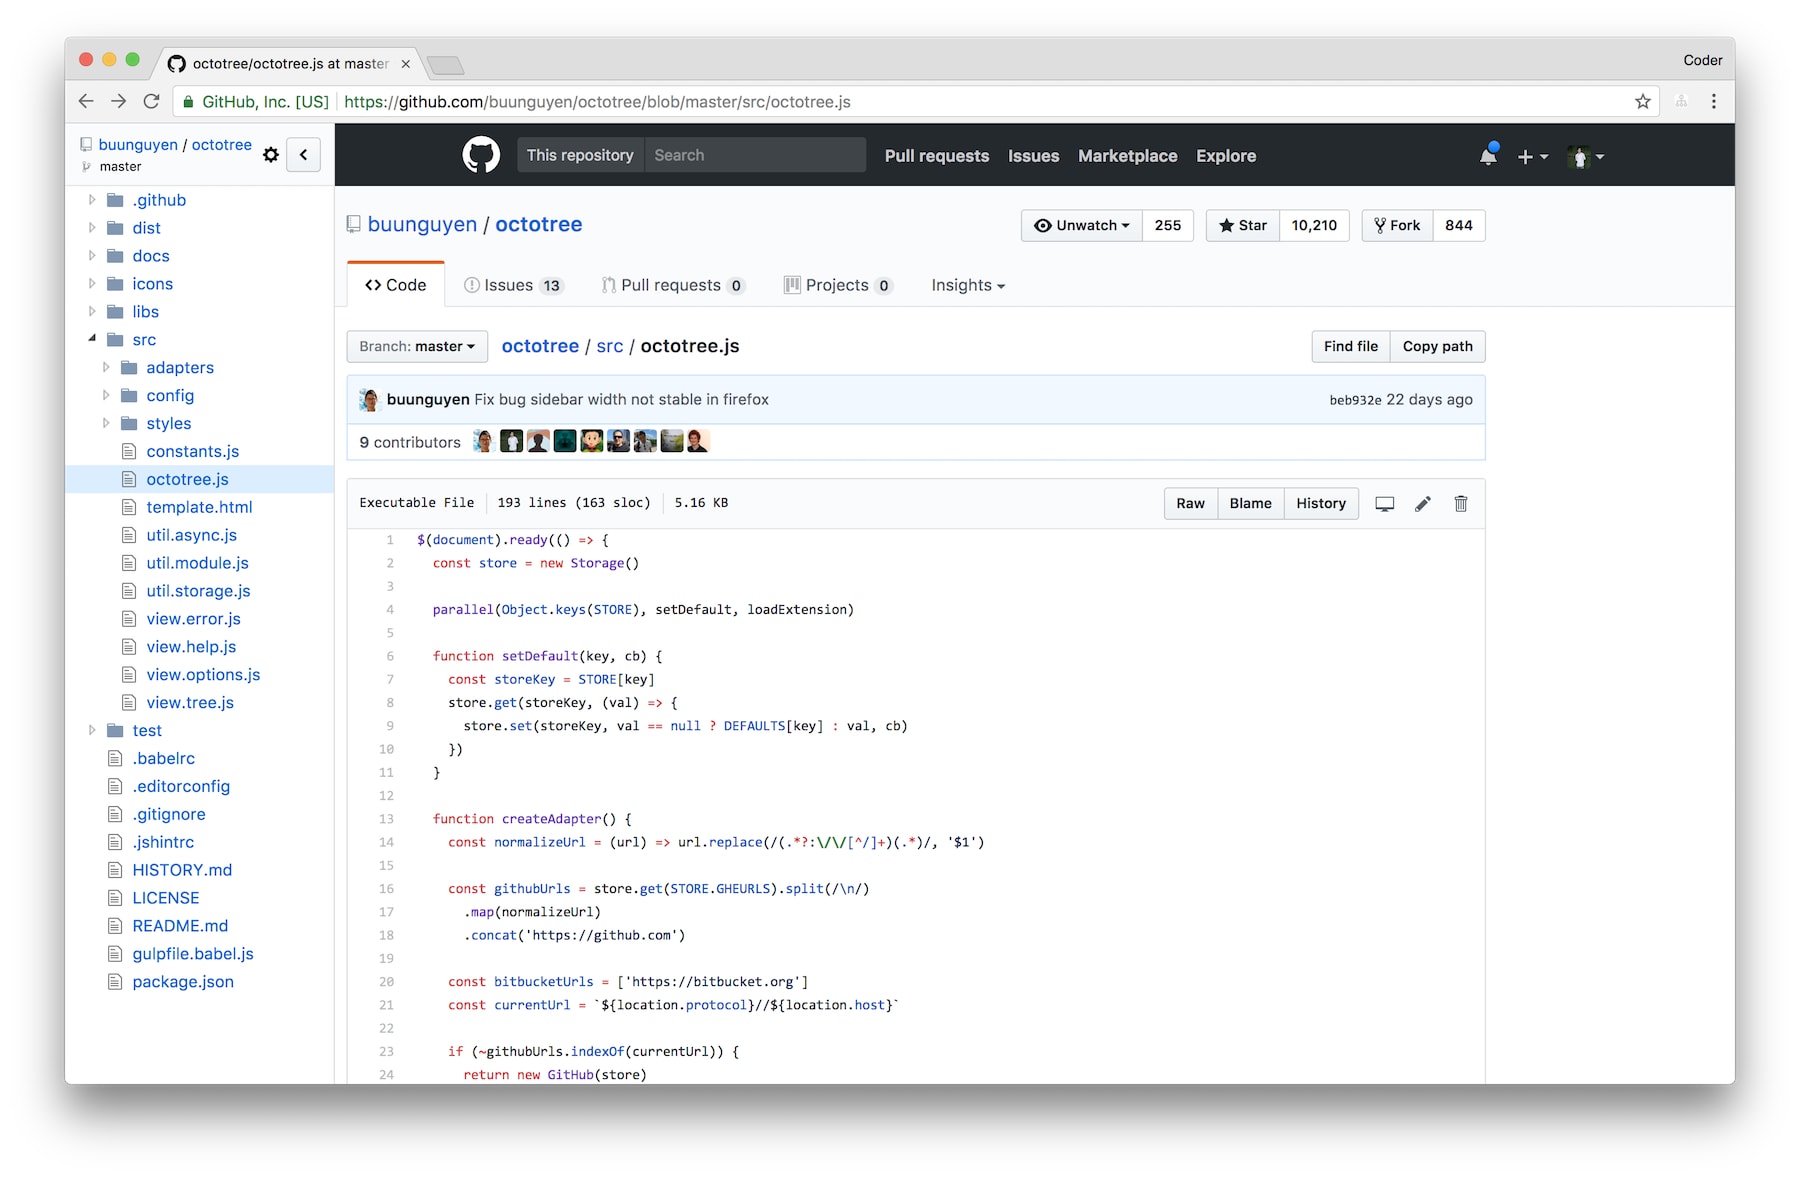 octotree/octotree.js at master
Coder
GitHub, Inc. [US]
https://github.com/buunguyen/octotree/blob/master/src/octotree.js
buunguyen / octotree
master
.github
dist
docs
icons
libs
src
adapters
config
styles
constants.js
octotree.js
template.html
util.async.js
util.module.js
util.storage.js
view.error.js
view.help.js
view.options.js
view.tree.js
test
.babelrc
.editorconfig
.gitignore
.jshintrc
HISTORY.md
LICENSE
README.md
gulpfile.babel.js
package.json
This repository Search Pull requests Issues Marketplace Explore
buunguyen / octotree
Unwatch 255 Star 10,210 Fork 844
Code Issues 13 Pull requests 0 Projects 0 Insights
Branch: master octotree / src / octotree.js Find file Copy path
buunguyen Fix bug sidebar width not stable in firefox beb932e 22 days ago
9 contributors
Executable File 193 lines (163 sloc) 5.16 KB Raw Blame History
1 $(document).ready(() => {
2 const store = new Storage()
3
4 parallel(Object.keys(STORE), setDefault, loadExtension)
5
6 function setDefault(key, cb) {
7 const storeKey = STORE[key]
8 store.get(storeKey, (val) => {
9 store.set(storeKey, val == null ? DEFAULTS[key] : val, cb)
10 })
11 }
12
13 function createAdapter() {
14 const normalizeUrl = (url) => url.replace(/(.*?:\/\/[^/]+)(.*)/, '$1')
15
16 const githubUrls = store.get(STORE.GHEURLS).split(/\n/)
17 .map(normalizeUrl)
18 .concat('https://github.com')
19
20 const bitbucketUrls = ['https://bitbucket.org']
21 const currentUrl = `${location.protocol}//${location.host}`
22
23 if (~githubUrls.indexOf(currentUrl)) {
24 return new GitHub(store)